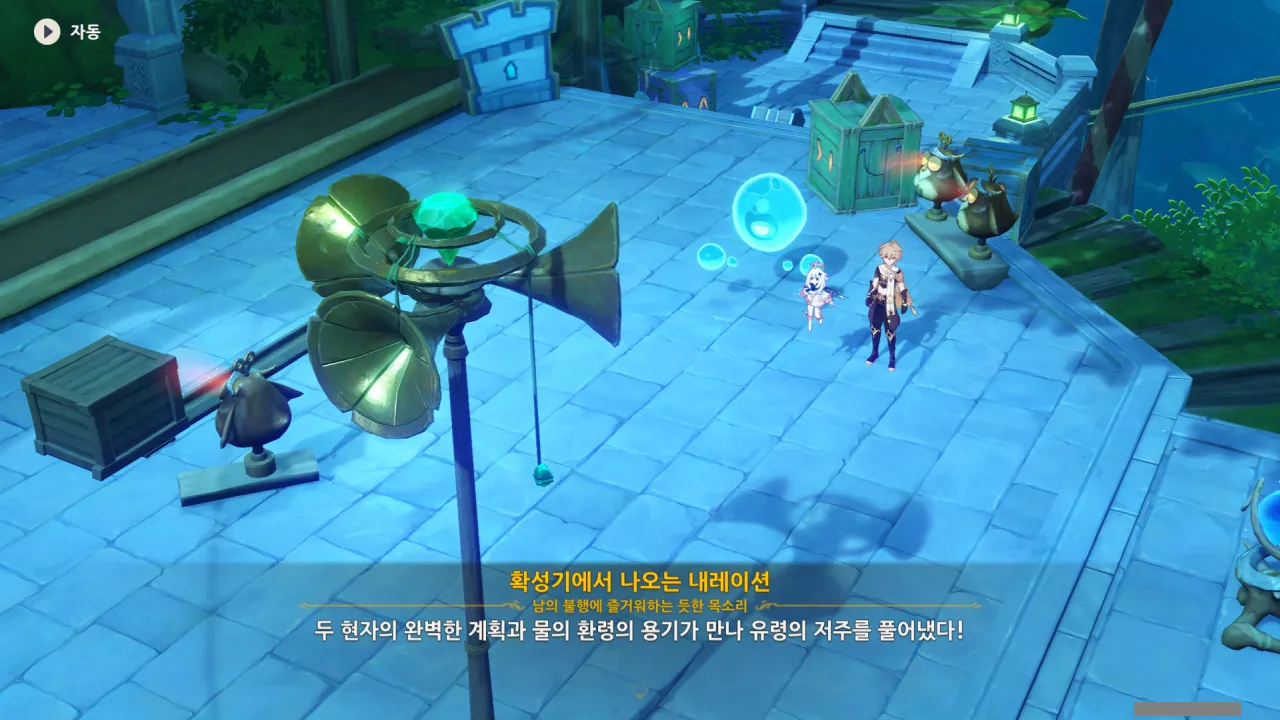 자동
확성기에서 나오는 내레이션
남의 불행에 즐거워하는 듯한 목소리
두 현자의 완벽한 계획과 물의 환령의 용기가 만나 유령의 저주를 풀어냈다!